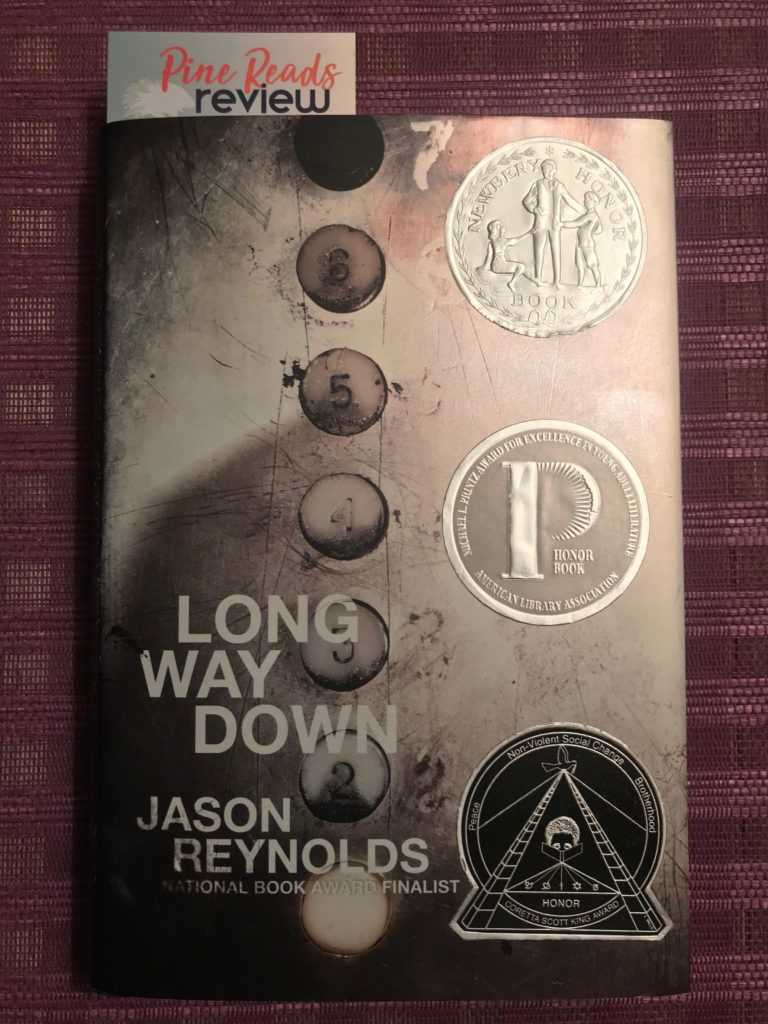 Pine Reads
review
7
6
5
4
3
2
LONG
WAY
DOWN
JASON
REYNOLDS
NATIONAL BOOK AWARD FINALIST
NEWBERY HONOR
BOOK
MICHAEL L. PRINTZ AWARD FOR EXCELLENCE IN YOUNG ADULT LITERATURE
HONOR
BOOK
AMERICAN LIBRARY ASSOCIATION
Peace
Non-Violent Social Change
Brotherhood
HONOR
CORETTA SCOTT KING AWARD